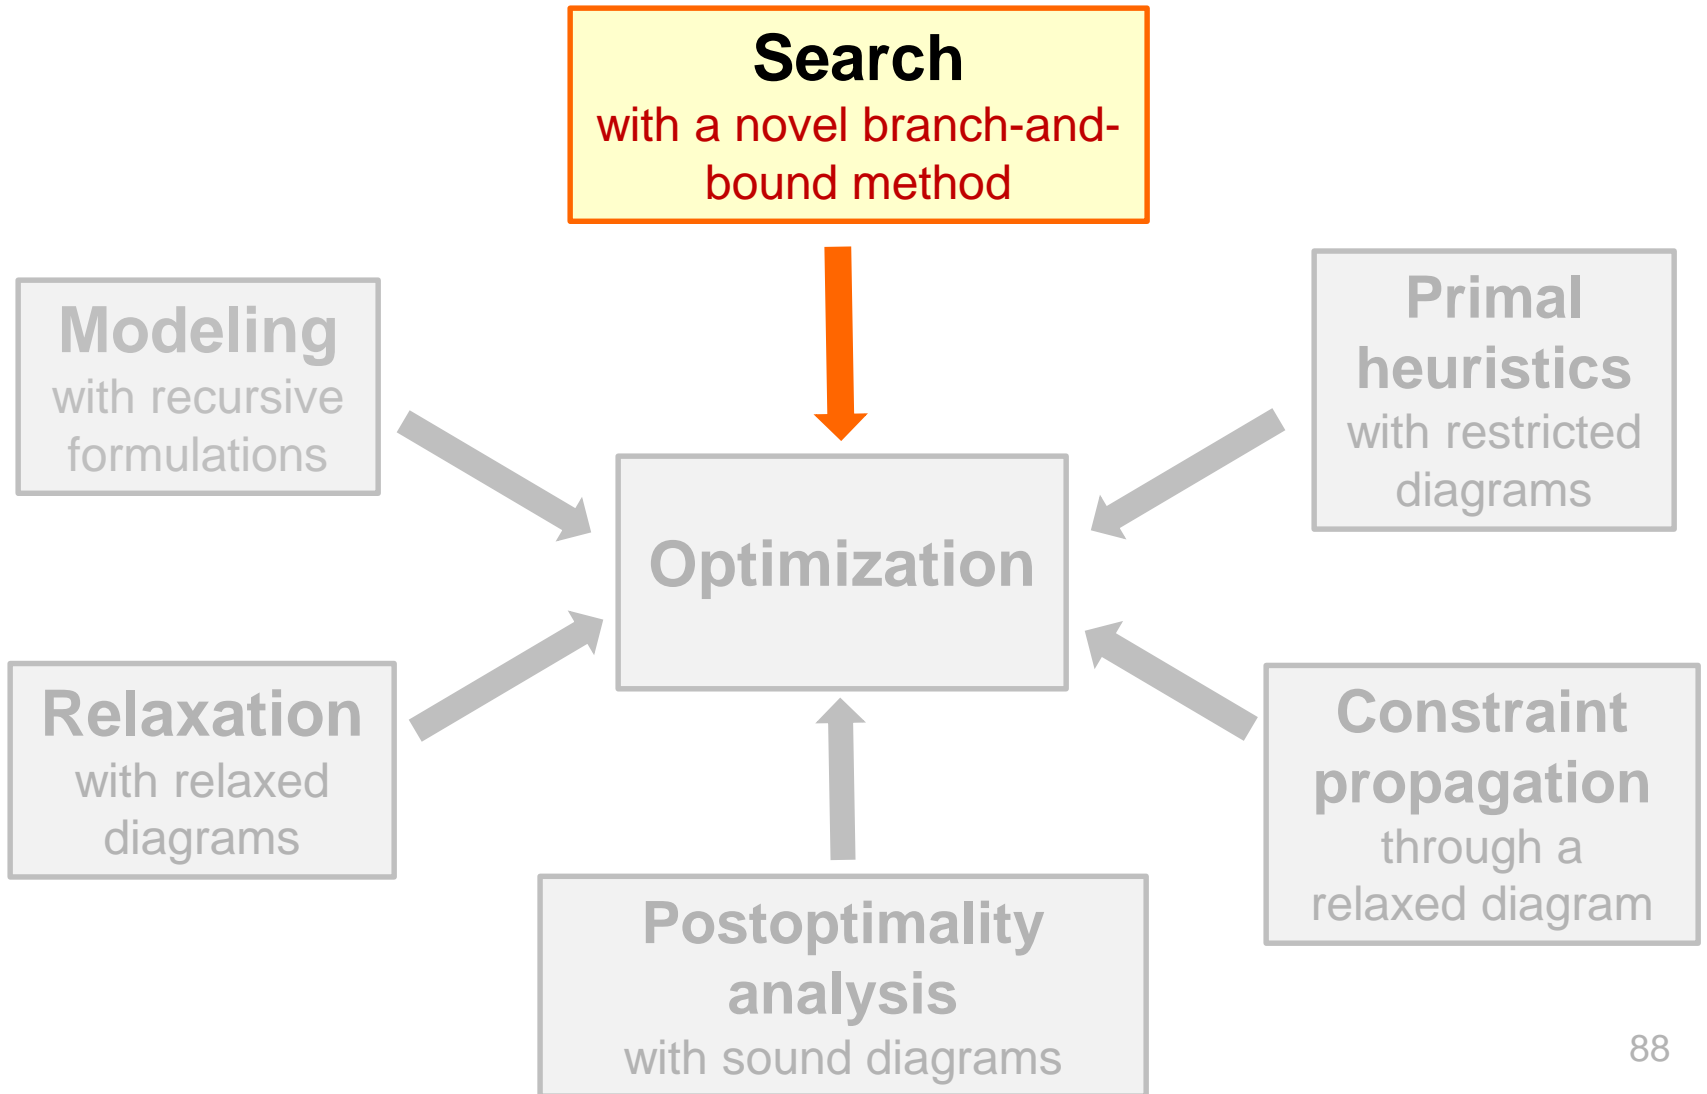 Search
with a novel branch-and-
bound method
Modeling
with recursive
formulations
Primal
heuristics
with restricted
diagrams
Optimization
Relaxation
with relaxed
diagrams
Constraint
propagation
through a
relaxed diagram
Postoptimality
analysis
with sound diagrams
88